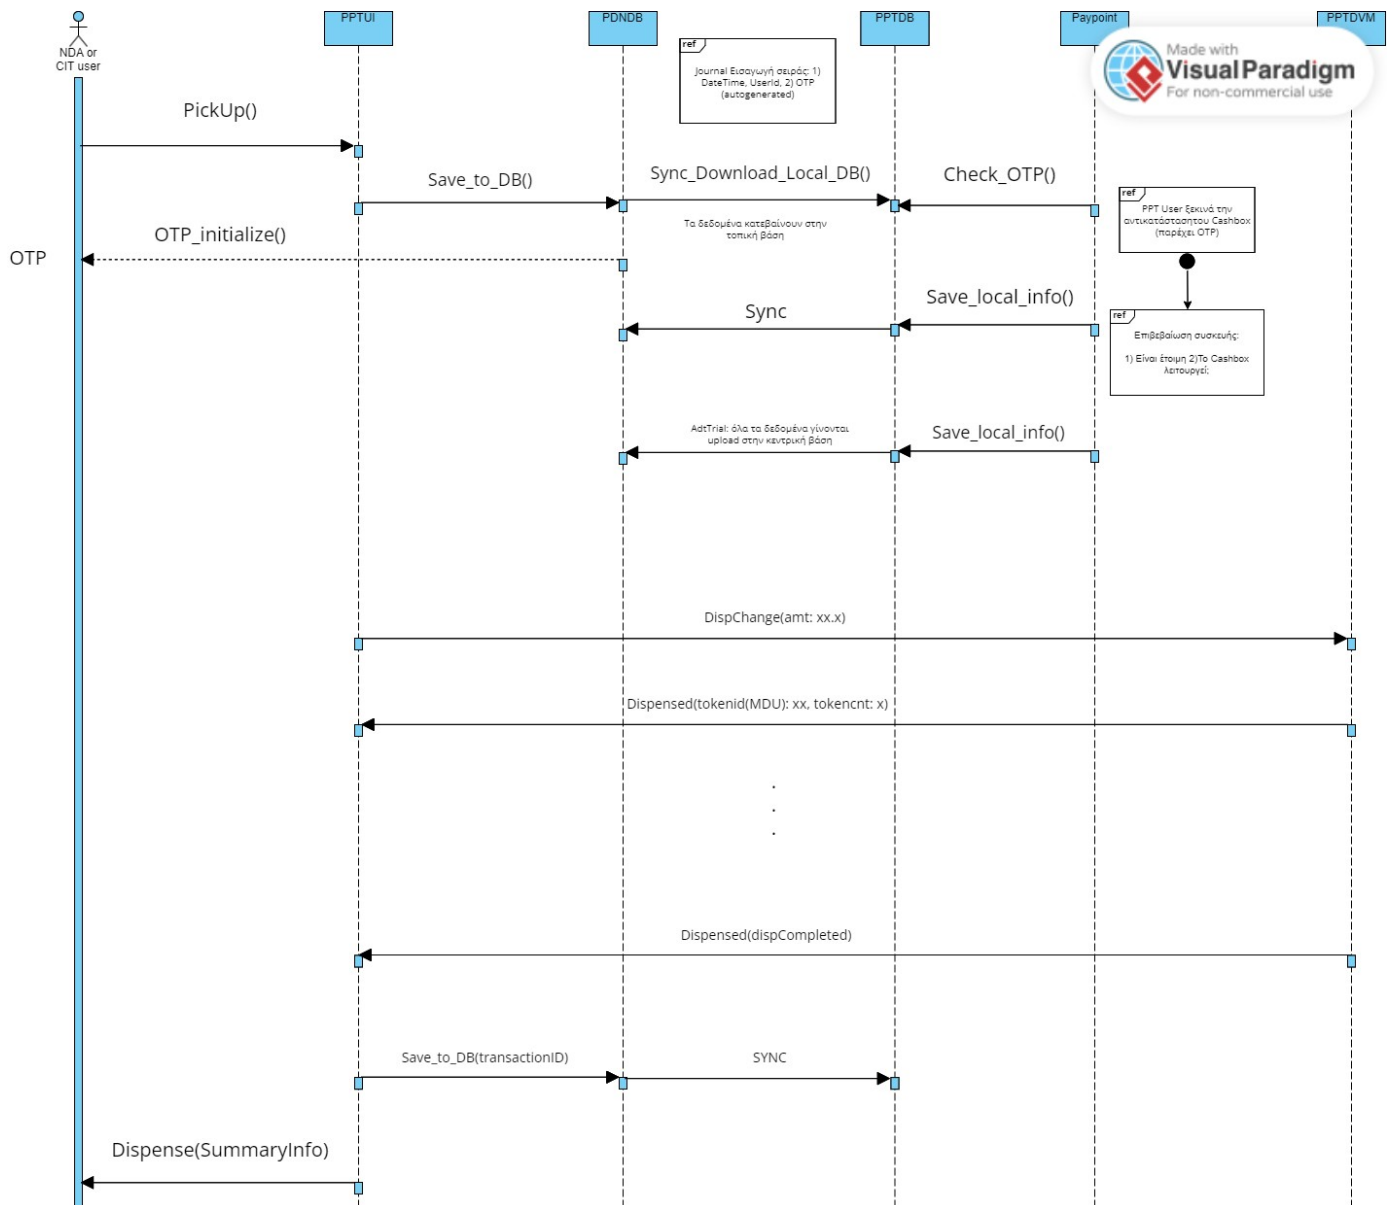 PPTUI
PDNDB
PPTDB
Paypoint
PPTDVM
NDA or
CIT user
Made with
Visual Paradigm
For non-commercial use
ref
Journal Εισαγωγή σειράς: 1)
DateTime, UserId, 2) OTP
(autogenerated)
PickUp()
Save_to_DB()
Sync_Download_Local_DB()
Check_OTP()
ref
PPT User ξεκινά την
αντικατάστασητου Cashbox
(παρέχει OTP)
Τα δεδομένα κατεβαίνουν στην
τοπική βάση
OTP_initialize()
OTP
Save_local_info()
Sync
ref
Επιβεβαίωση συσκευής:
1) Είναι έτοιμη 2)Το Cashbox
λειτουργεί;
AdtTrial: όλα τα δεδομένα γίνονται
upload στην κεντρική βάση
Save_local_info()
DispChange(amt: xx.x)
Dispensed(tokenid(MDU): xx, tokencnt: x)
.
.
.
Dispensed(dispCompleted)
Save_to_DB(transactionID)
SYNC
Dispense(SummaryInfo)